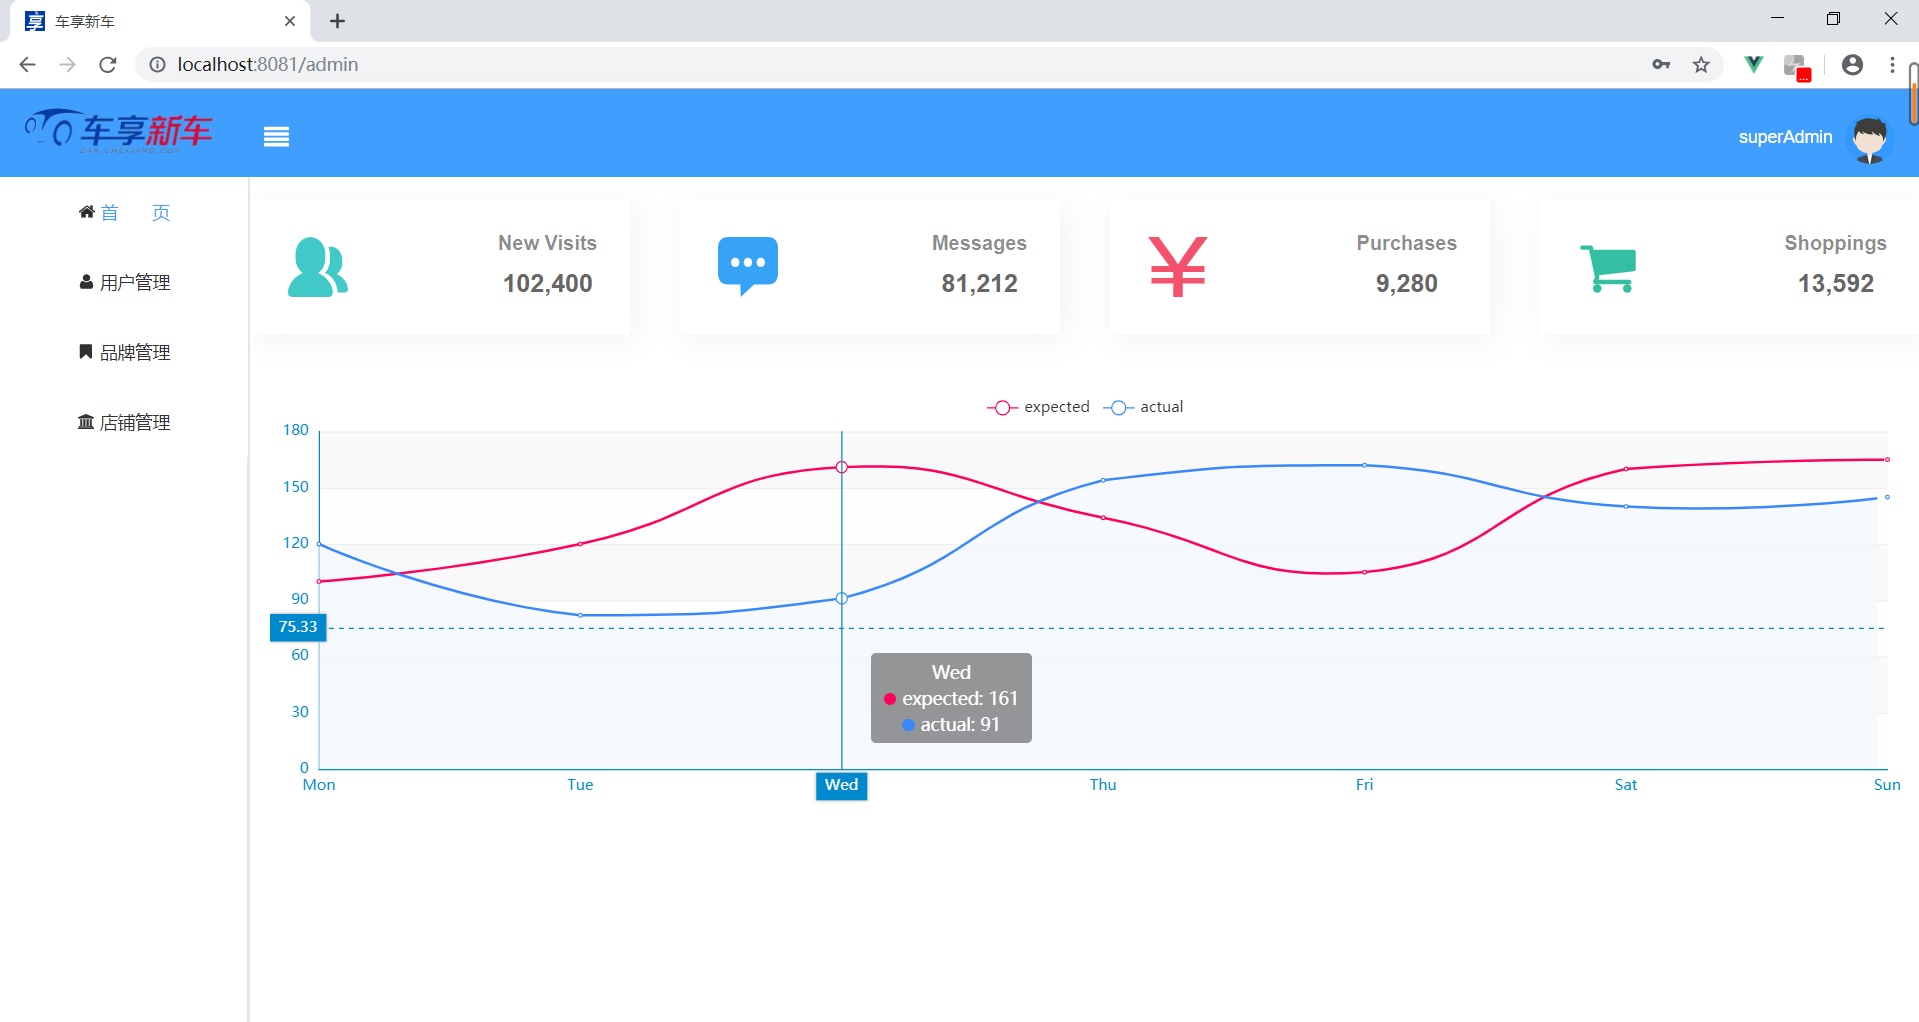 车享新车
localhost:8081/admin
车享新车
CAR.CHEXIANG.COM
superAdmin
首 页
用户管理
品牌管理
店铺管理
New Visits
102,400
Messages
81,212
Purchases
9,280
Shoppings
13,592
expected actual
180
150
120
90
75.33
60
30
0
Wed
expected: 161
actual: 91
Mon Tue Wed Thu Fri Sat Sun